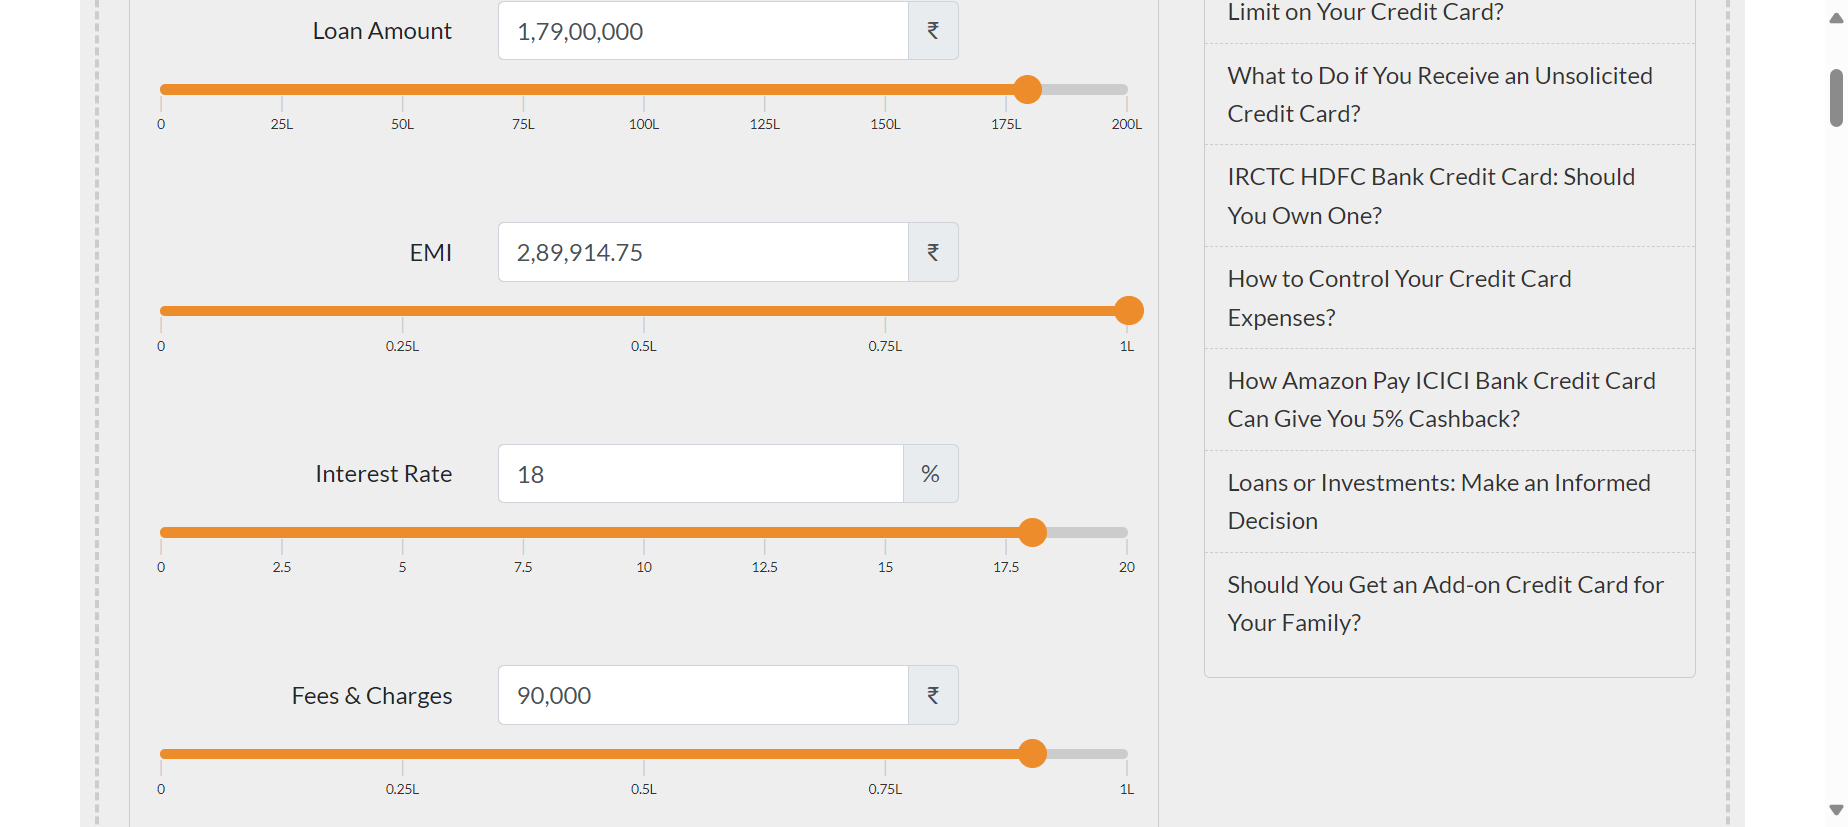 Loan Amount
1,79,00,000 ₹
0 25L 50L 75L 100L 125L 150L 175L 200L
EMI
2,89,914.75 ₹
0 0.25L 0.5L 0.75L 1L
Interest Rate
18 %
0 2.5 5 7.5 10 12.5 15 17.5 20
Fees & Charges
90,000 ₹
0 0.25L 0.5L 0.75L 1L
Limit on Your Credit Card?
What to Do if You Receive an Unsolicited
Credit Card?
IRCTC HDFC Bank Credit Card: Should
You Own One?
How to Control Your Credit Card
Expenses?
How Amazon Pay ICICI Bank Credit Card
Can Give You 5% Cashback?
Loans or Investments: Make an Informed
Decision
Should You Get an Add-on Credit Card for
Your Family?